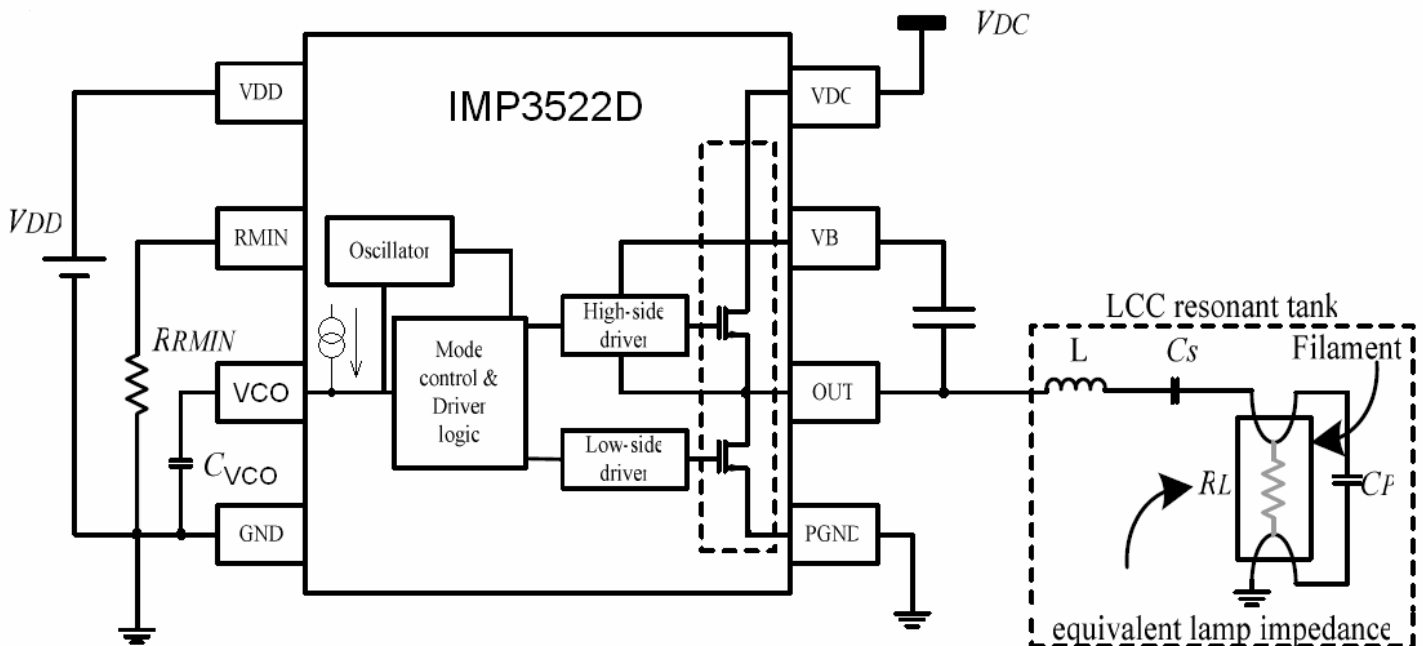 VDC
VDD
IMP3522D
VDC
VDD
RMIN
Oscillator
VB
RRMIN
High-side
driver
LCC resonant tank
Mode
control &
Driver
logic
L
Cs
Filament
VCO
OUT
Low-side
driver
CVCO
RL
CP
GND
PGND
equivalent lamp impedance